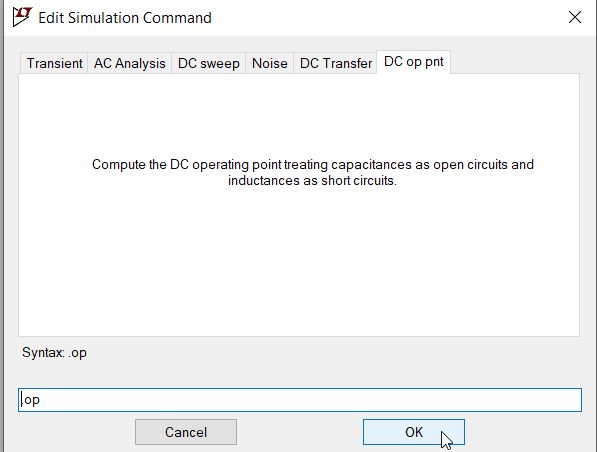 Edit Simulation Command
Transient AC Analysis DC sweep Noise DC Transfer DC op pnt
Compute the DC operating point treating capacitances as open circuits and
inductances as short circuits.
Syntax: .op
.op
Cancel OK